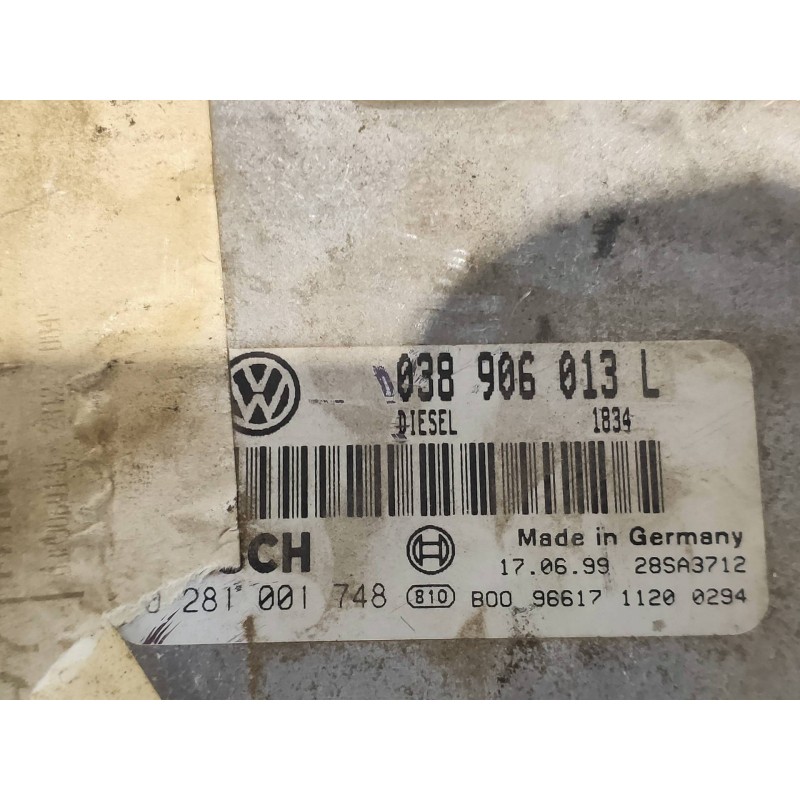 038 906 013 L
DIESEL 1834
CH
Made in Germany
17.06.99 28SA3712
0 281 001 748 810 B00 96617 1120 0294